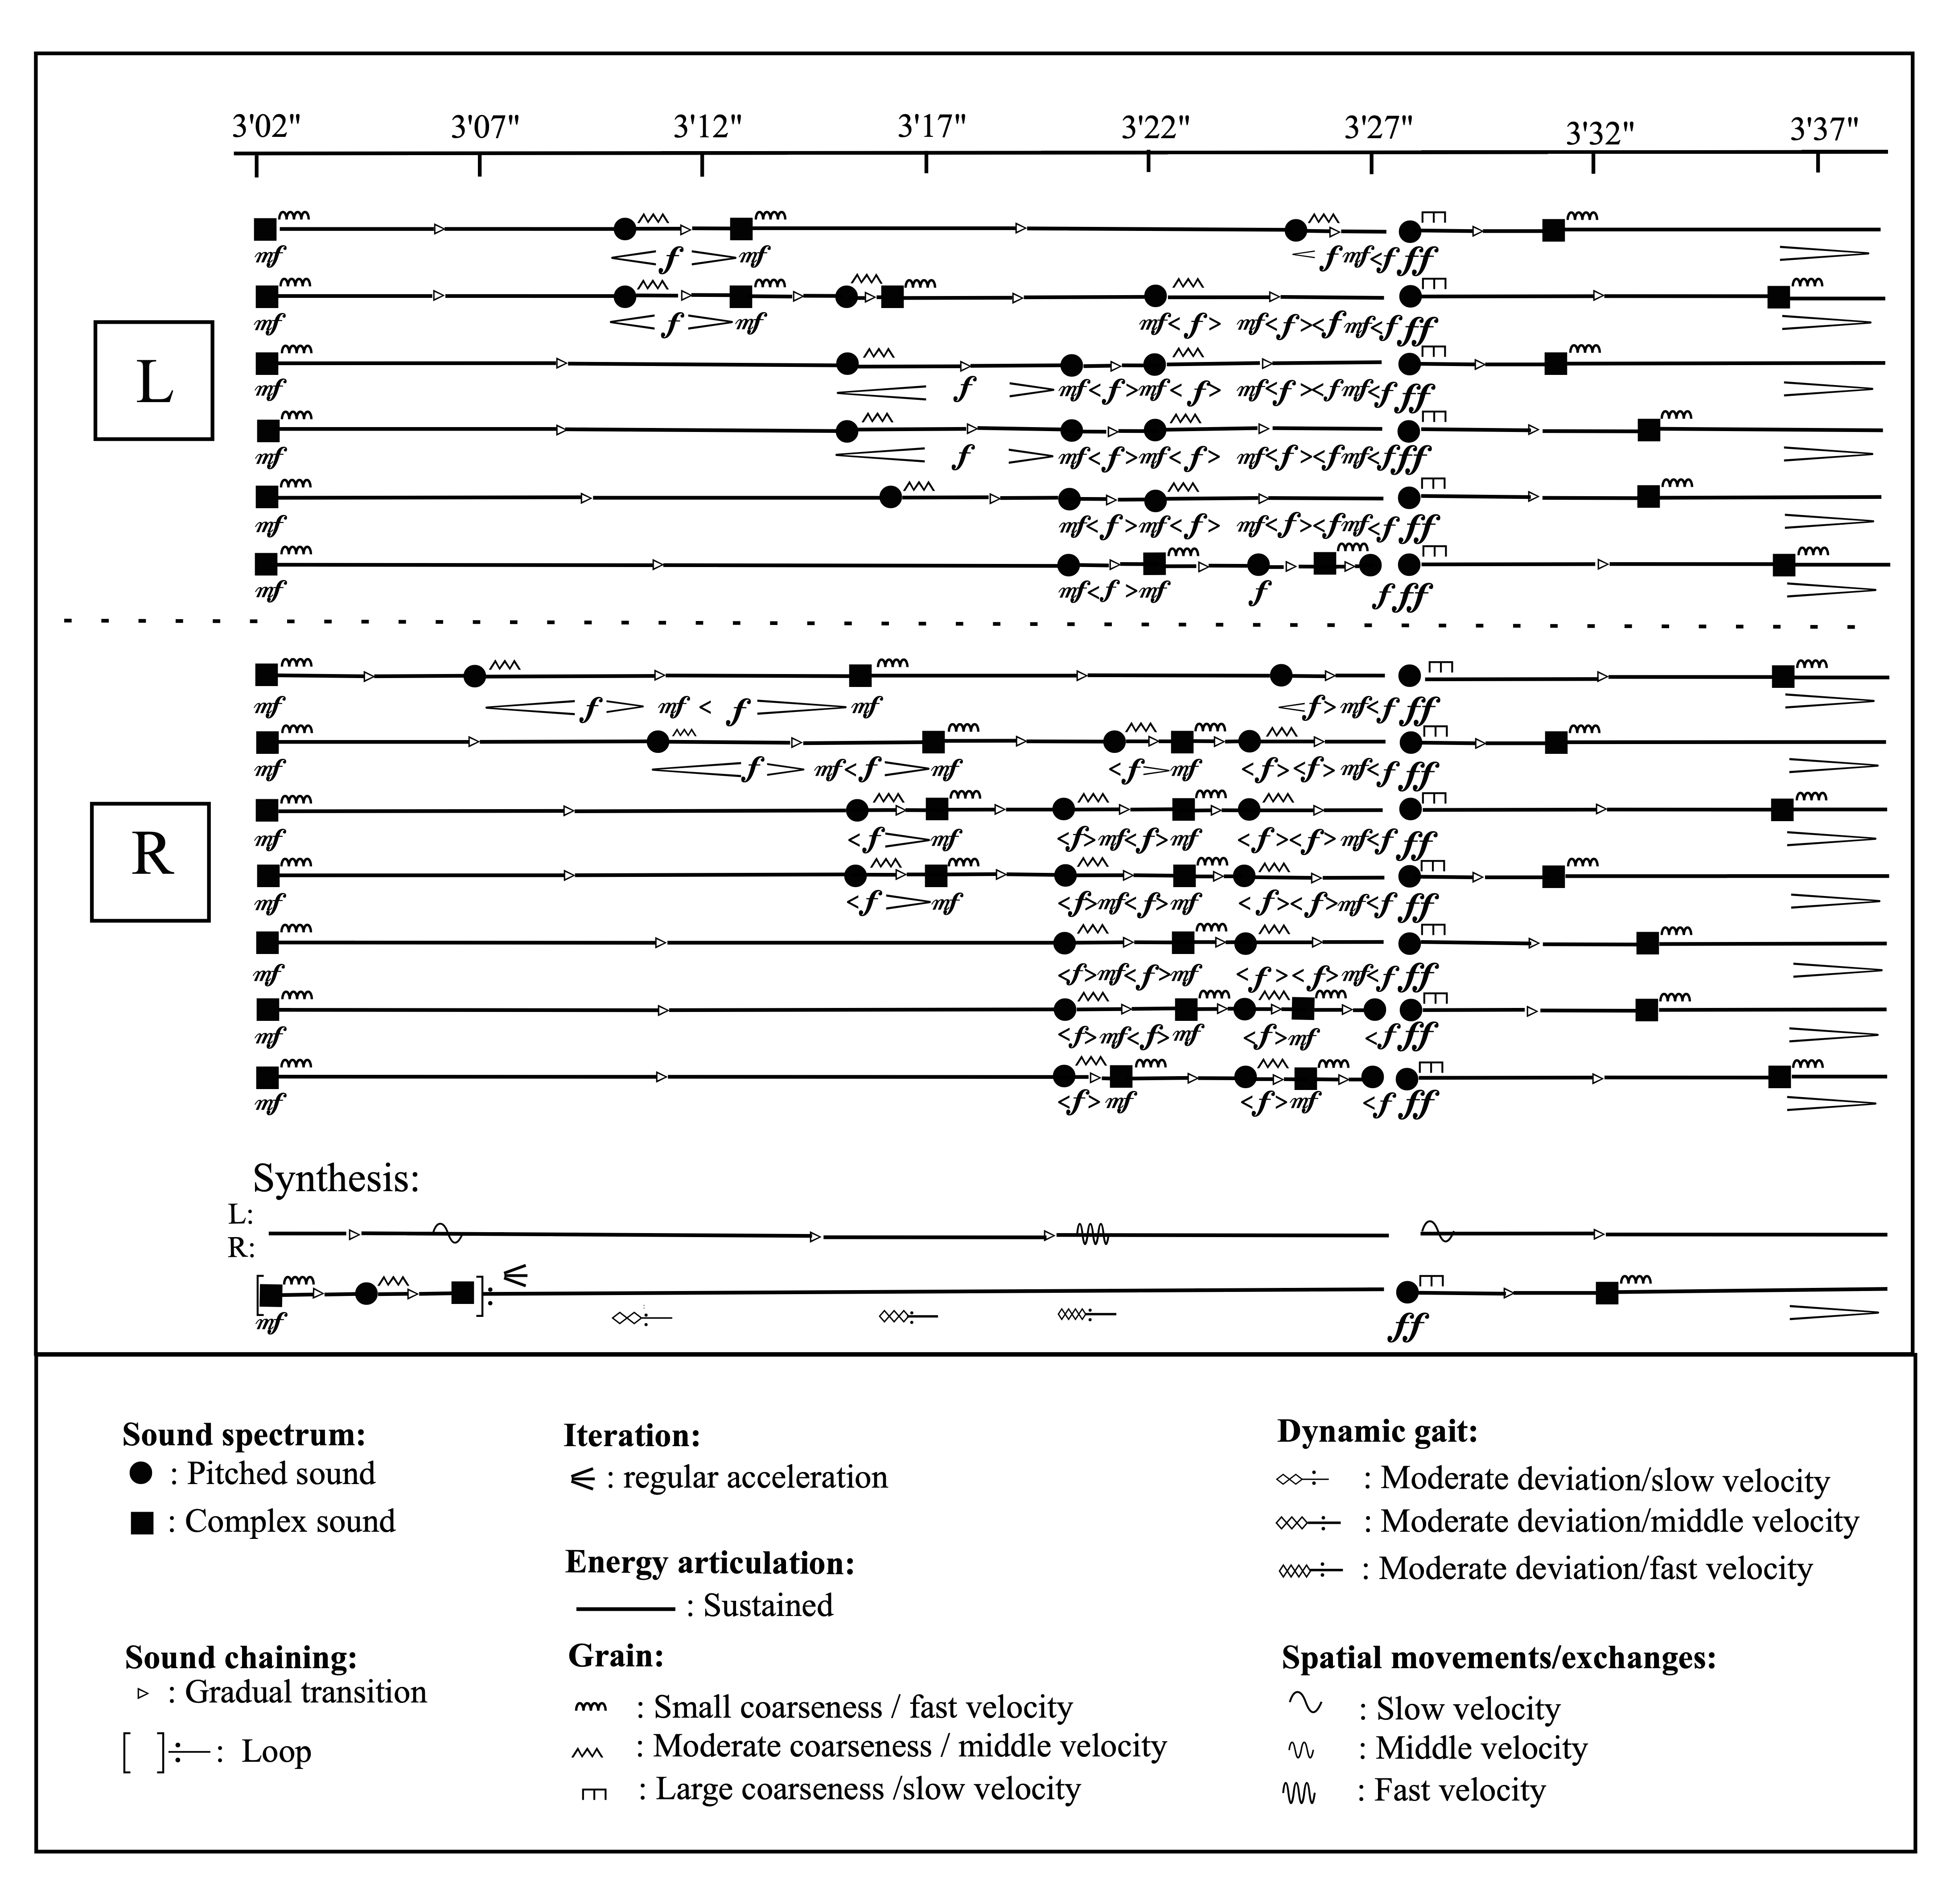 3'02" 3'07" 3'12" 3'17" 3'22" 3'27" 3'32" 3'37"
mf < f > mf < f mf<f ff
mf < f > mf mf< f > mf< f ><f mf<f ff
L
mf < f > mf<f >mf< f > mf<f ><f mf<f ff
mf < f > mf<f >mf< f > mf<f ><f mf<f ff
mf mf<f >mf< f > mf<f ><f mf<f ff
mf mf<f >mf f f ff
mf < f > mf < f > mf <f> mf<f ff
mf < f > mf<f > mf <f> mf <f> <f> mf<f ff
mf <f > mf <f>mf<f>mf <f><f> mf<f ff
R
mf <f > mf <f>mf<f>mf <f><f>mf<f ff
mf <f>mf<f>mf <f><f> mf<f ff
mf <f>mf<f>mf <f>mf <f ff
mf <f> mf <f>mf <f ff
Synthesis:
L:
R:
[ ]:
mf ff
Sound spectrum:
: Pitched sound
: Complex sound
Sound chaining:
: Gradual transition
[ ] : Loop
Iteration:
: regular acceleration
Energy articulation:
: Sustained
Grain:
: Small coarseness / fast velocity
: Moderate coarseness / middle velocity
: Large coarseness /slow velocity
Dynamic gait:
: Moderate deviation/slow velocity
: Moderate deviation/middle velocity
: Moderate deviation/fast velocity
Spatial movements/exchanges:
: Slow velocity
: Middle velocity
: Fast velocity